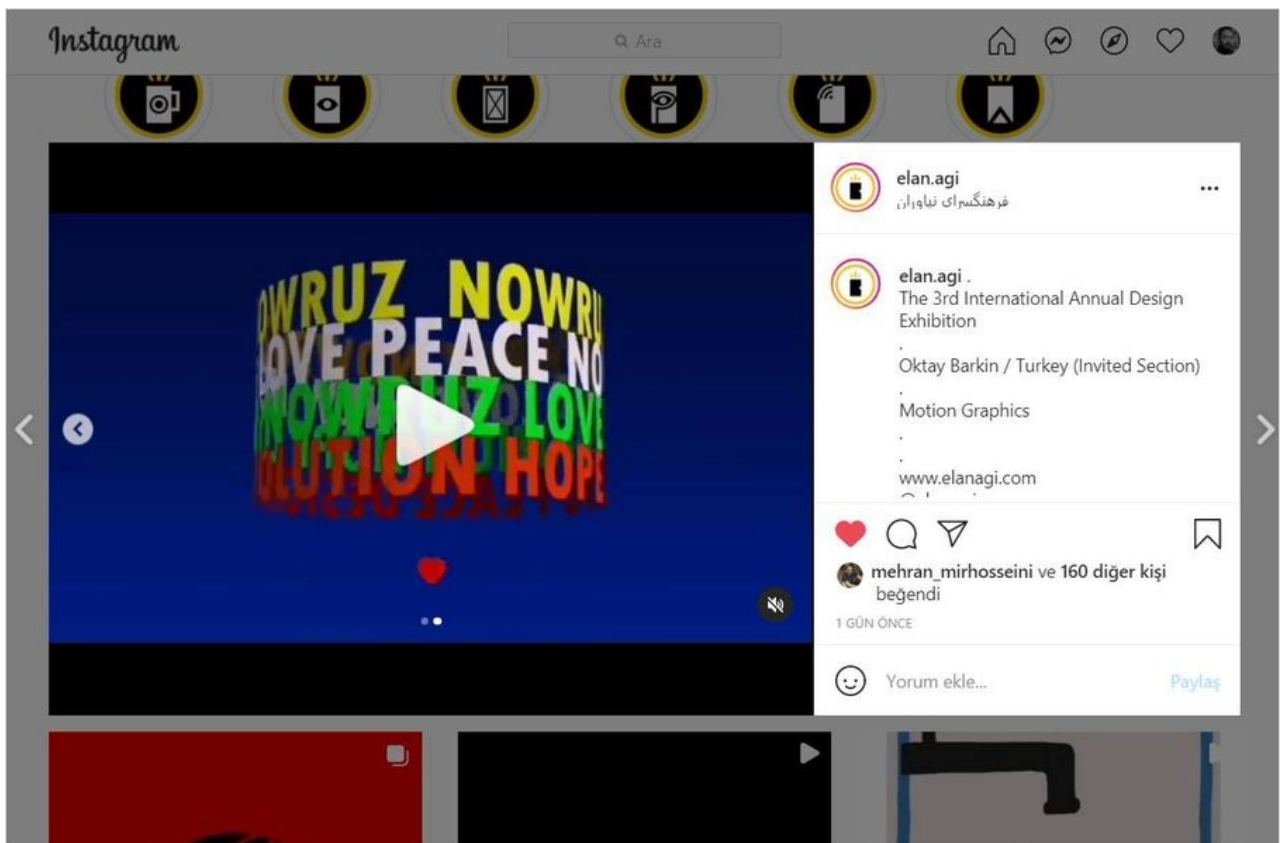 Instagram
Ara
OWRUZ NOWRU
LOVE PEACE NO
NOWRUZ LOVE
OLUTION HOPE
elan.agi
فرهنگسرای نیاوران
elan.agi .
The 3rd International Annual Design
Exhibition
.
Oktay Barkin / Turkey (Invited Section)
.
Motion Graphics
.
.
www.elanagi.com
mehran_mirhosseini ve 160 diğer kişi
beğendi
1 GÜN ÖNCE
Yorum ekle...
Paylaş